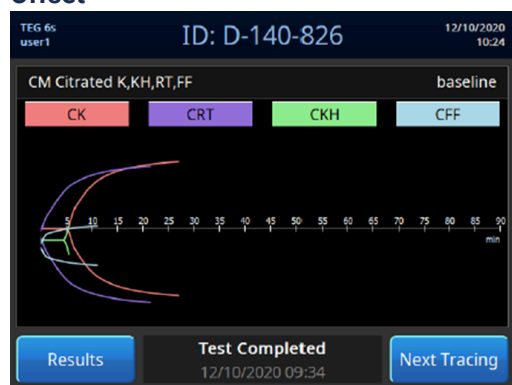 TEG 6s
user1
ID: D-140-826
12/10/2020
10:24
CM Citrated K,KH,RT,FF
baseline
CK
CRT
CKH
CFF
5 10 15 20 25 30 35 40 45 50 55 60 65 70 75 80 85 90
min
Results
Test Completed
12/10/2020 09:34
Next Tracing